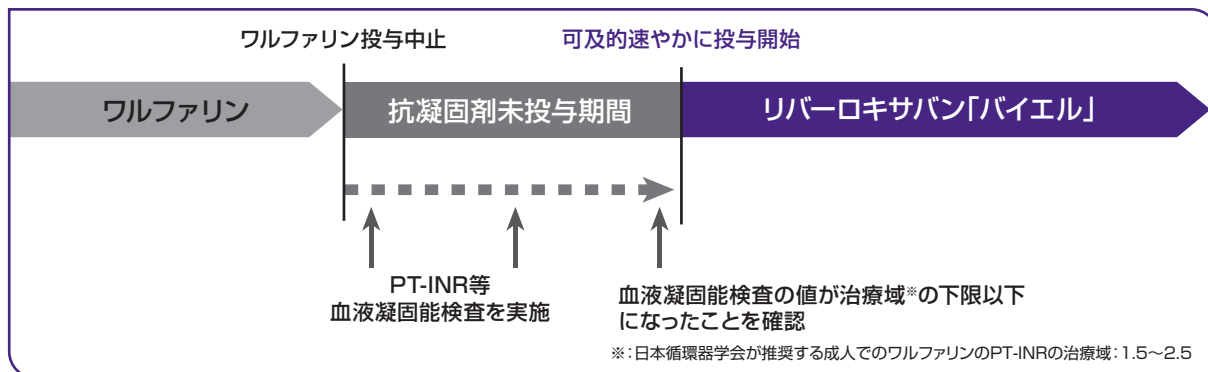 ワルファリン投与中止
可及的速やかに投与開始
ワルファリン
抗凝固剤未投与期間
リバーロキサバン「バイエル」
PT-INR等
血液凝固能検査を実施
血液凝固能検査の値が治療域※の下限以下
になったことを確認
※：日本循環器学会が推奨する成人でのワルファリンのPT-INRの治療域：1.5～2.5